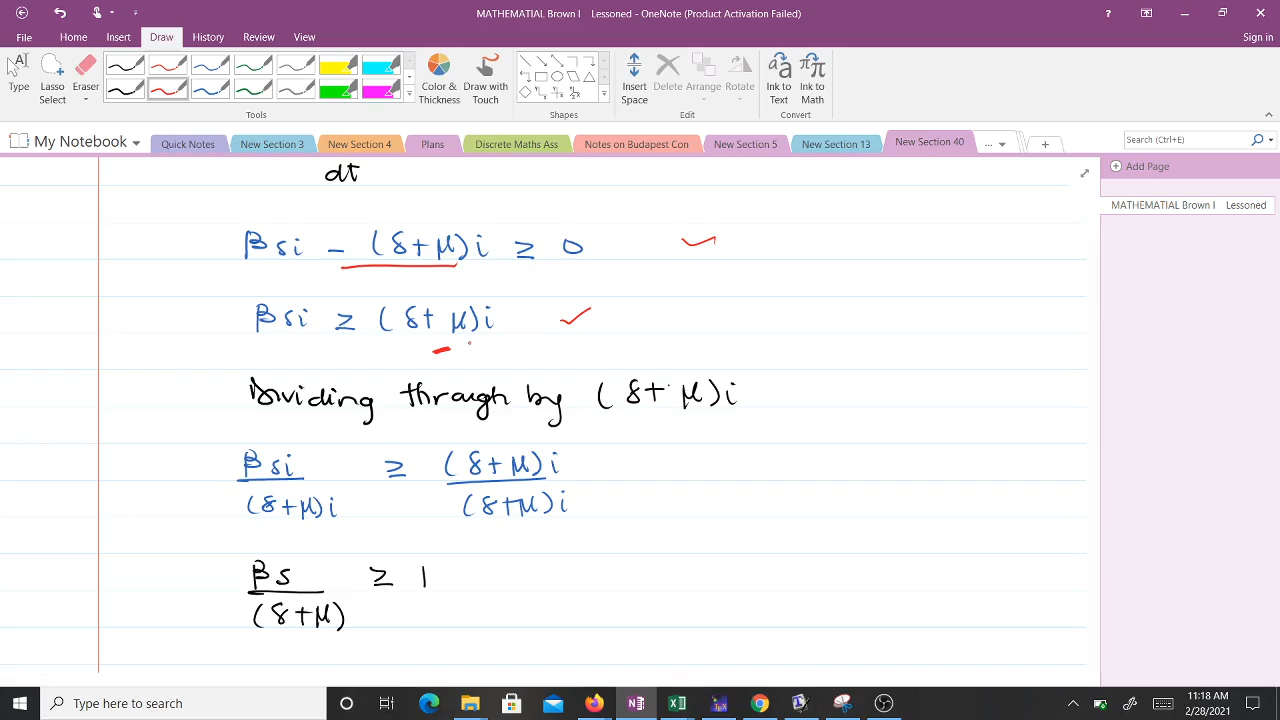 MATHEMATIAL Brown I Lessoned - OneNote (Product Activation Failed)
File Home Insert Draw History Review View Sign in
Type Lasso Select Eraser Color & Thickness Draw with Touch Insert Space Delete Arrange Rotate Ink to Text Ink to Math
Tools Shapes Edit Convert
My Notebook Quick Notes New Section 3 New Section 4 Plans Discrete Maths Ass Notes on Budapest Con New Section 5 New Section 13 New Section 40 ... Search (Ctrl+E)
Add Page
MATHEMATIAL Brown I Lessoned
dt
βsi - (δ+μ)i ≥ 0
βsi ≥ (δ+μ)i
Dividing through by (δ+μ)i
βsi ≥ (δ+μ)i
(δ+μ)i (δ+μ)i
βs ≥ 1
(δ+μ)
Type here to search
11:18 AM
2/28/2021